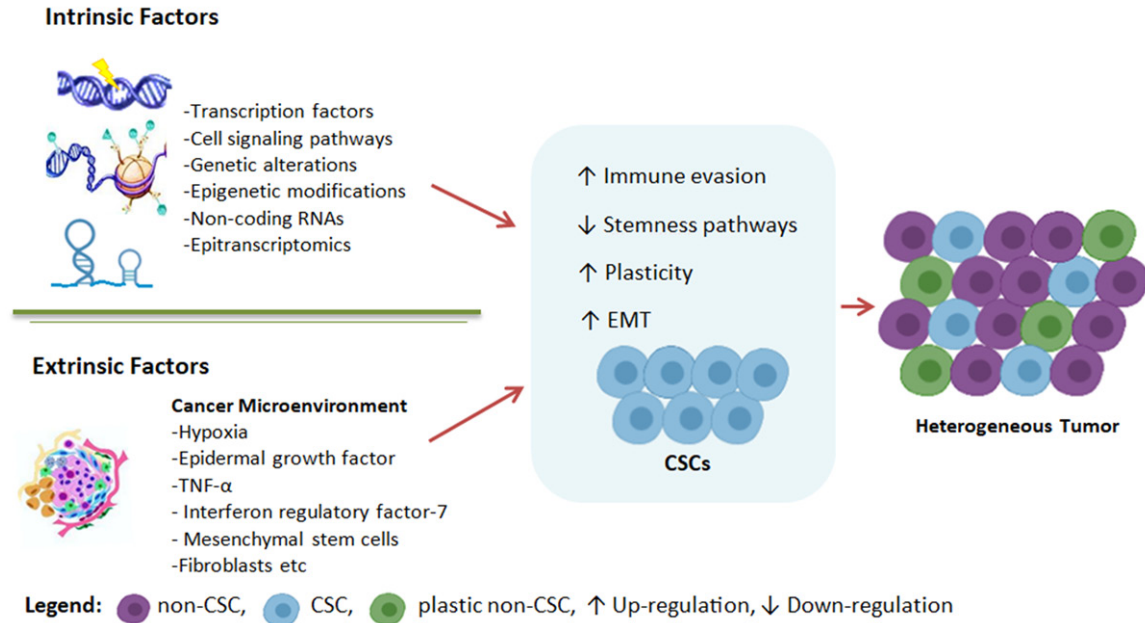 Intrinsic Factors
-Transcription factors
-Cell signaling pathways
-Genetic alterations
-Epigenetic modifications
-Non-coding RNAs
-Epitranscriptomics
Extrinsic Factors
Cancer Microenvironment
-Hypoxia
-Epidermal growth factor
-TNF-α
- Interferon regulatory factor-7
- Mesenchymal stem cells
-Fibroblasts etc
↑ Immune evasion
↓ Stemness pathways
↑ Plasticity
↑ EMT
CSCs
Heterogeneous Tumor
Legend: non-CSC, CSC, plastic non-CSC, ↑ Up-regulation, ↓ Down-regulation